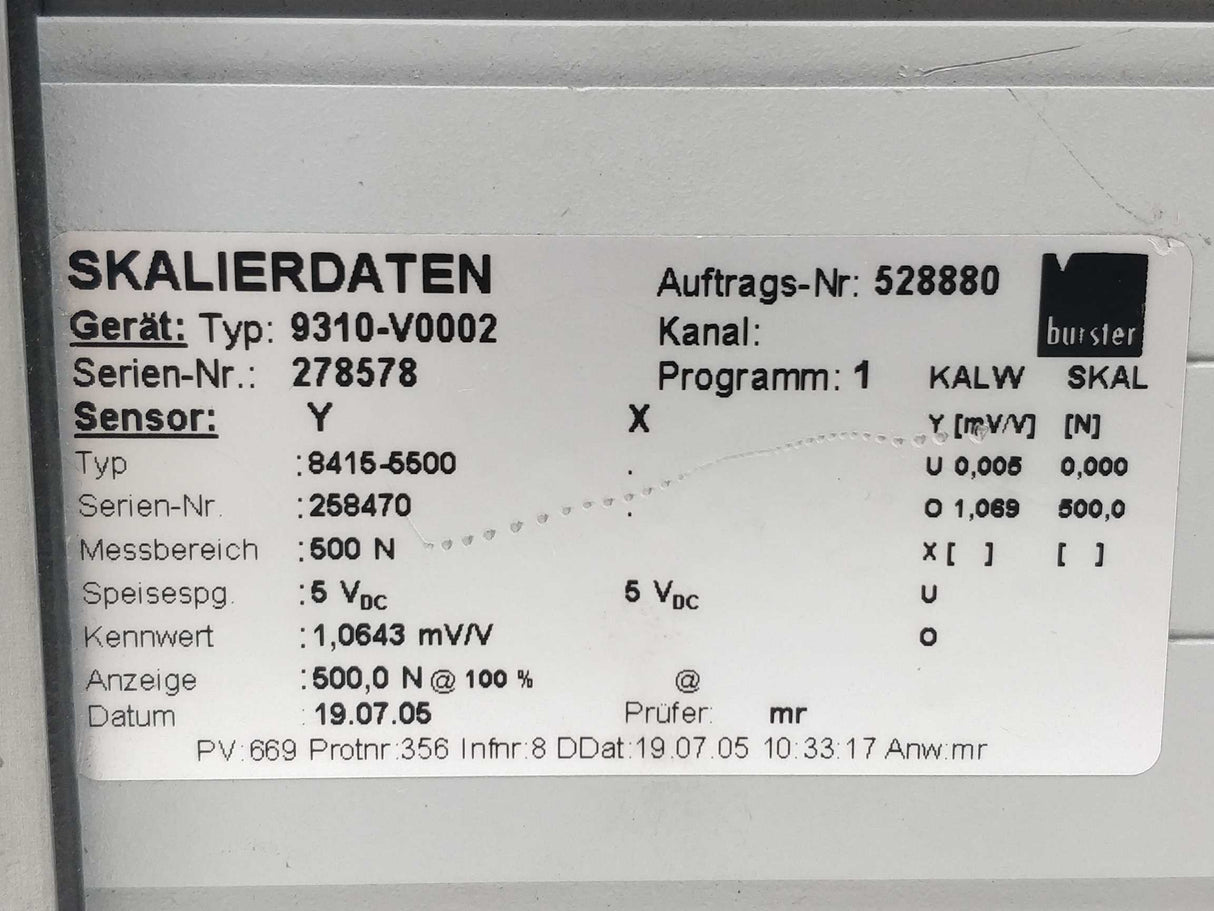 SKALIERDATEN Auftrags-Nr: 528880
burster
Gerät: Typ: 9310-V0002 Kanal:
Serien-Nr.: 278578 Programm: 1 KALW SKAL
Sensor: Y X Y [mV/V] [N]
Typ :8415-5500 . U 0,005 0,000
Serien-Nr. :258470 . O 1,069 500,0
Messbereich :500 N X [ ] [ ]
Speisespg. :5 VDC 5 VDC U
Kennwert :1,0643 mV/V O
Anzeige :500,0 N @ 100 % @
Datum : 19.07.05 Prüfer: mr
PV:669 Protnr:356 Infnr:8 DDat:19.07.05 10:33:17 Anw:mr